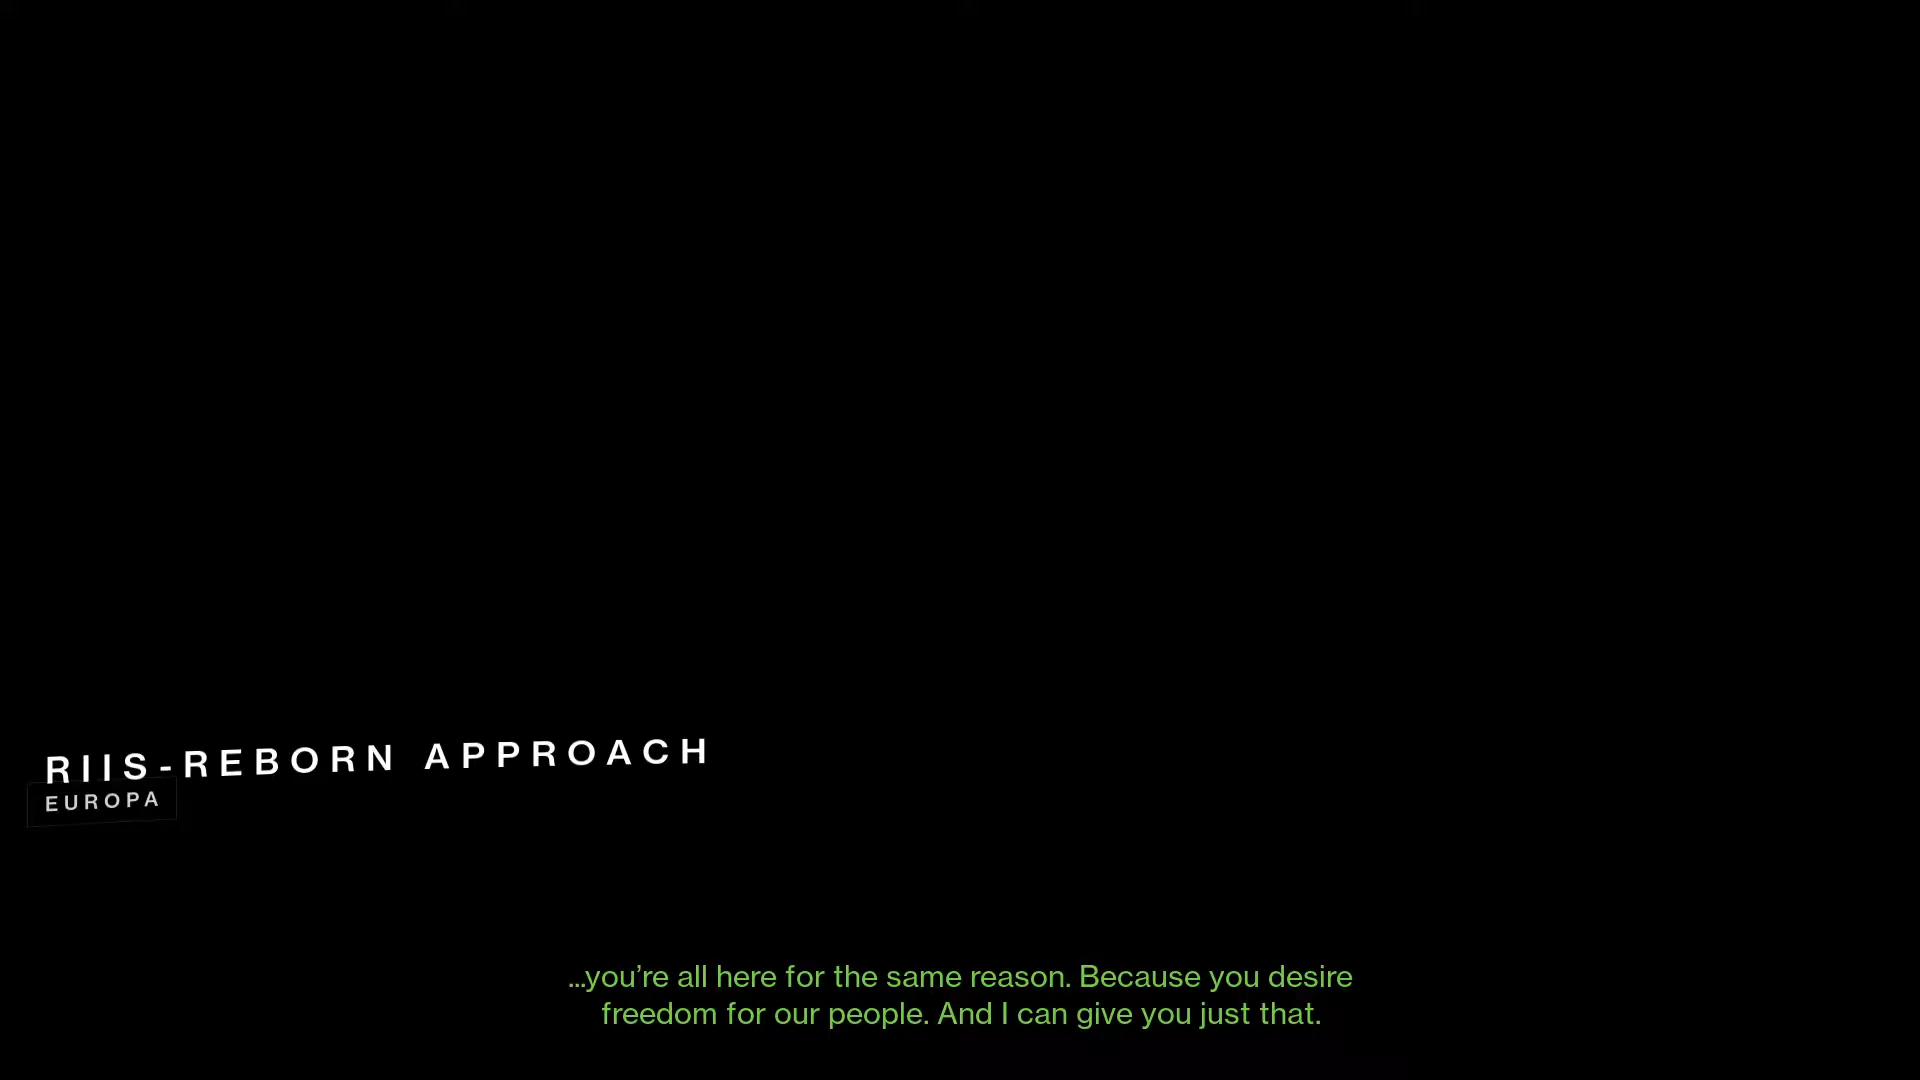 RIIS-REBORN APPROACH
EUROPA
...you’re all here for the same reason. Because you desire
freedom for our people. And I can give you just that.